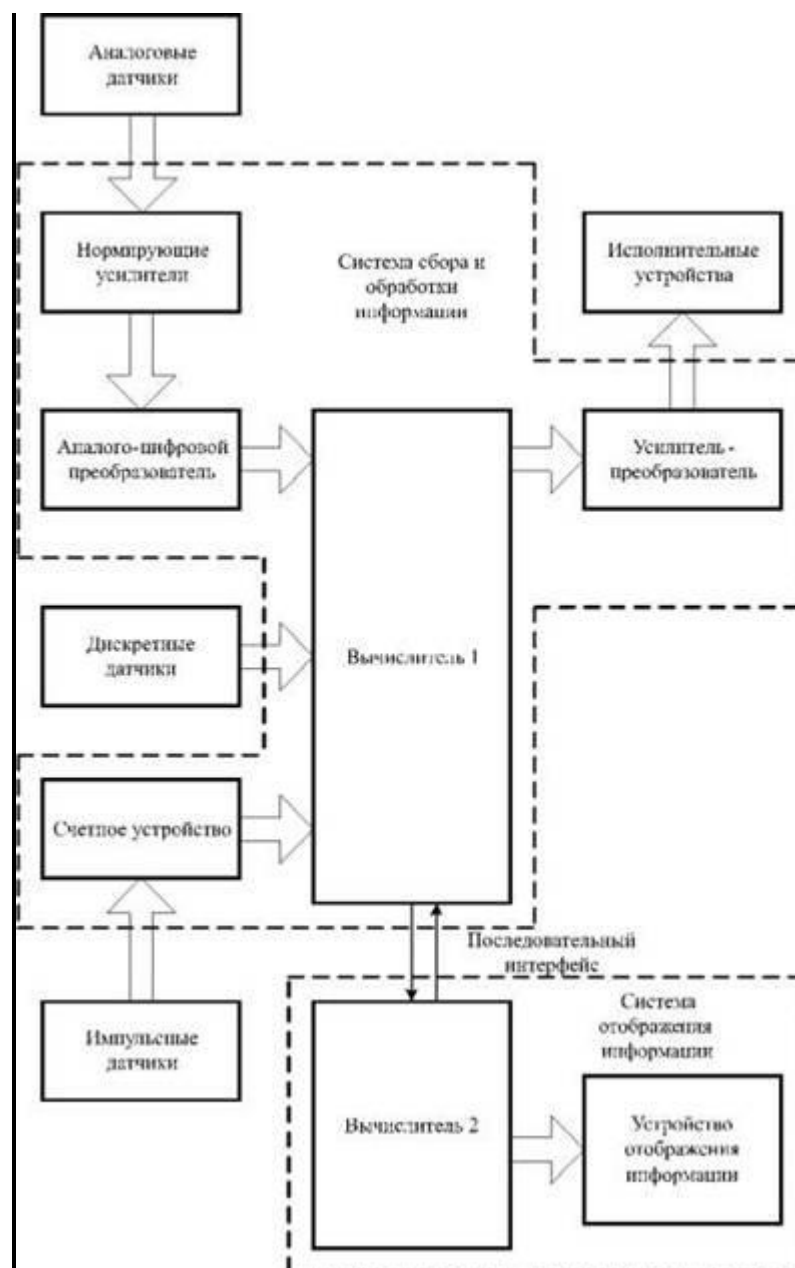 Аналоговые
датчики
Нормирующие
усилители
Система сбора и
обработки
информации
Исполнительные
устройства
Аналого-цифровой
преобразователь
Усилитель -
преобразователь
Дискретные
датчики
Вычислитель 1
Счетное устройство
Последовательный
интерфейс
Импульсные
датчики
Система
отображения
информации
Вычислитель 2
Устройство
отображения
информации